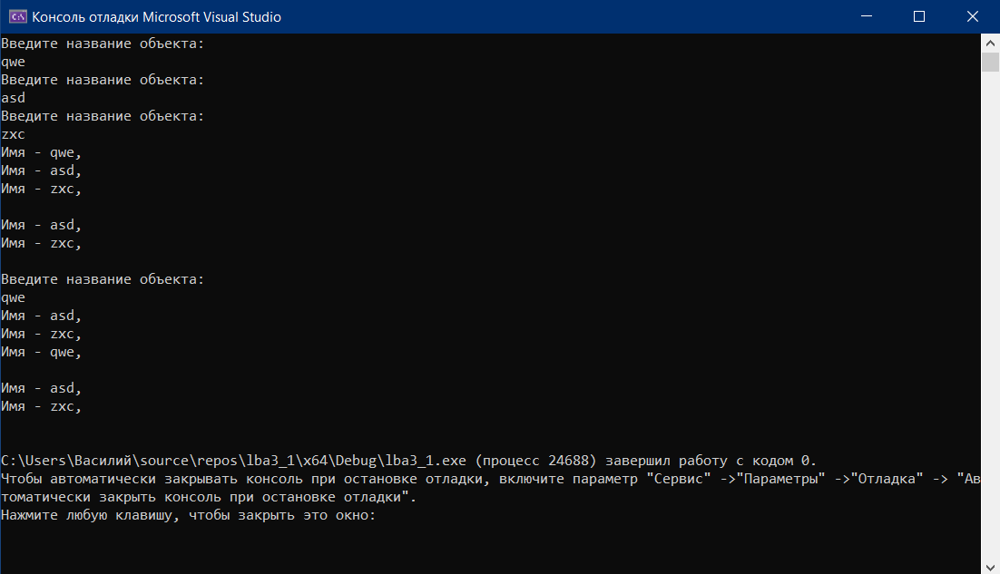 Консоль отладки Microsoft Visual Studio
Введите название объекта:
qwe
Введите название объекта:
asd
Введите название объекта:
zxc
Имя - qwe,
Имя - asd,
Имя - zxc,
Имя - asd,
Имя - zxc,
Введите название объекта:
qwe
Имя - asd,
Имя - zxc,
Имя - qwe,
Имя - asd,
Имя - zxc,
C:\Users\Василий\source\repos\lba3_1\x64\Debug\lba3_1.exe (процесс 24688) завершил работу с кодом 0.
Чтобы автоматически закрывать консоль при остановке отладки, включите параметр "Сервис" ->"Параметры" ->"Отладка" -> "Ав
томатически закрыть консоль при остановке отладки".
Нажмите любую клавишу, чтобы закрыть это окно: